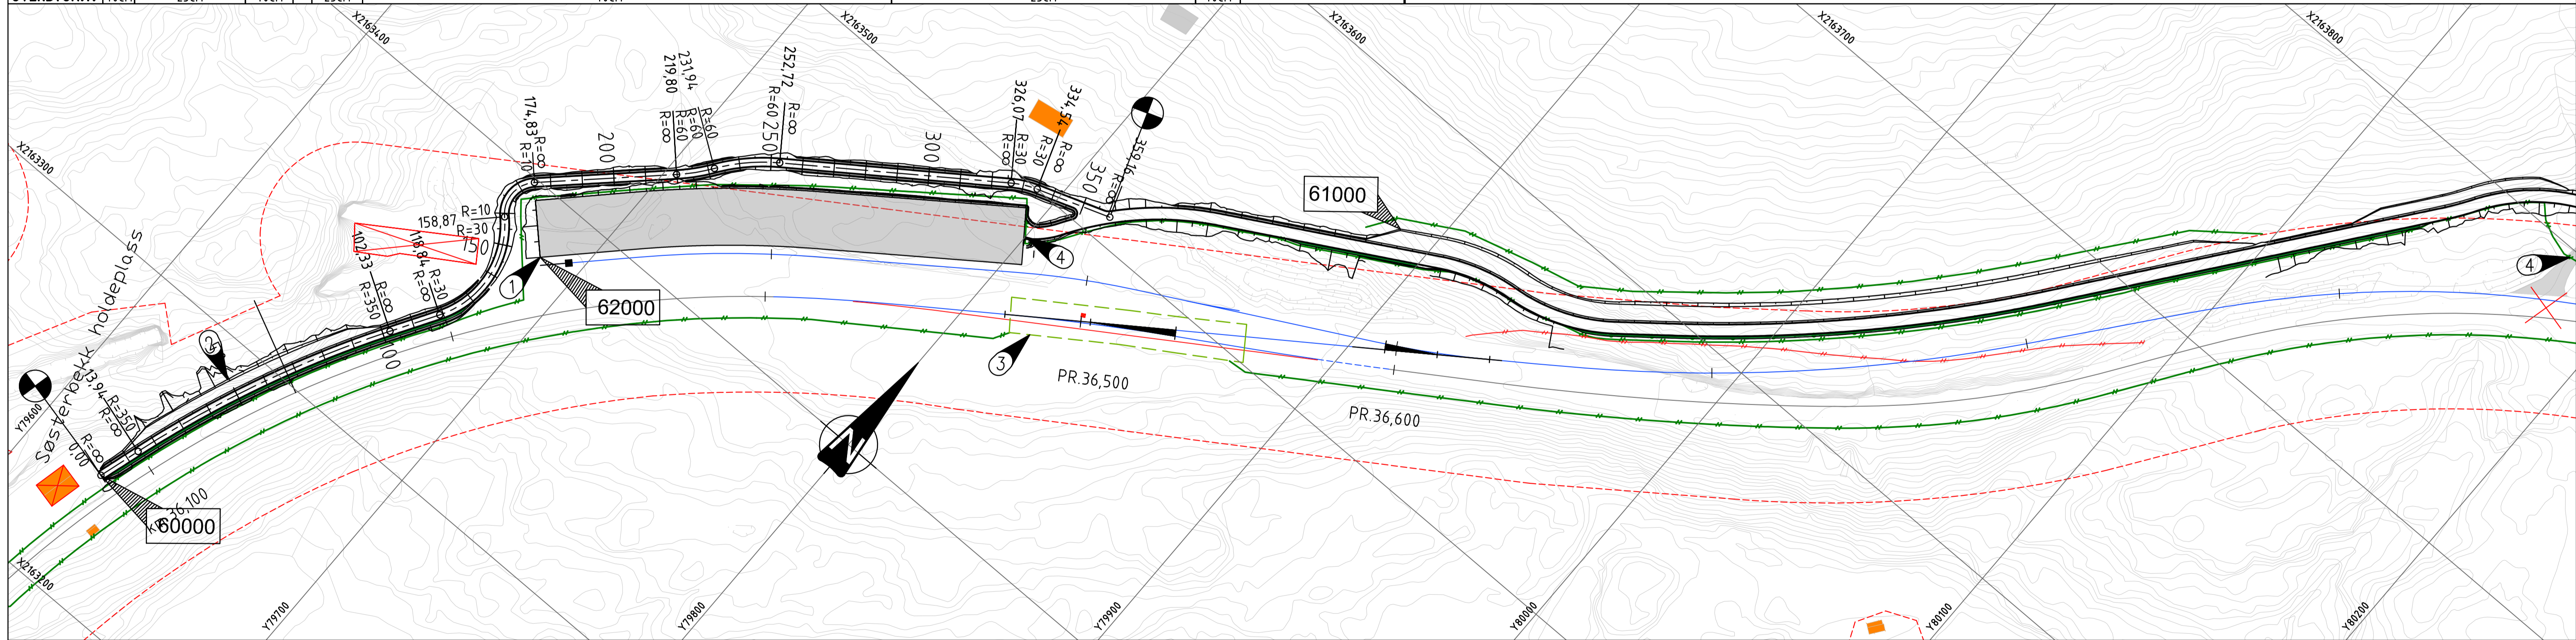 X2163400
X2163500
X2163600
X2163700
X2163800
X2163300
174,83 R=∞
R=10
200
219,80 R=∞
R=60
231,94 R=60
R=60
252,72 R=∞
R=60
250
300
326,07 R=30
R=∞
334,54 R=∞
R=30
350
359,16 R=∞
61000
158,87 R=10
R=30
150
118,84 R=30
R=∞
102,33 R=∞
R=350
100
1
62000
4
4
2
3
PR.36,500
PR.36,600
N
Søsterbekk holdeplass
Y79600
13,94 R=350
R=∞
0,00 R=∞
km 36,100
60000
X2163200
Y79700
Y79800
Y79900
Y80000
Y80100
Y80200